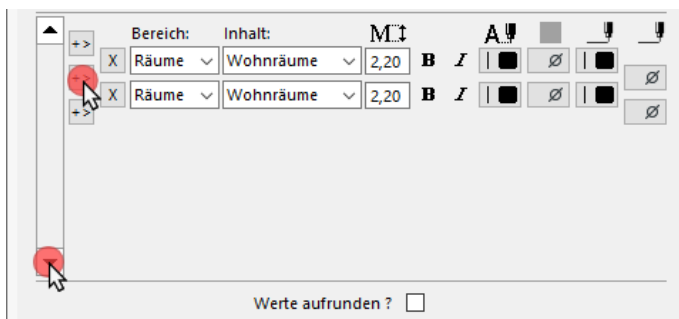 Bereich: Inhalt: M A
+>
X Räume Wohnräume 2,20 B I Ø
+> Ø
X Räume Wohnräume 2,20 B I Ø
+> Ø
Werte aufrunden ?